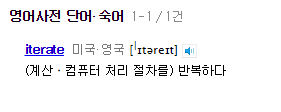 영어사전 단어·숙어 1-1 / 1건
iterate 미국·영국 [ˈɪtəreɪt]
(계산·컴퓨터 처리 절차를) 반복하다